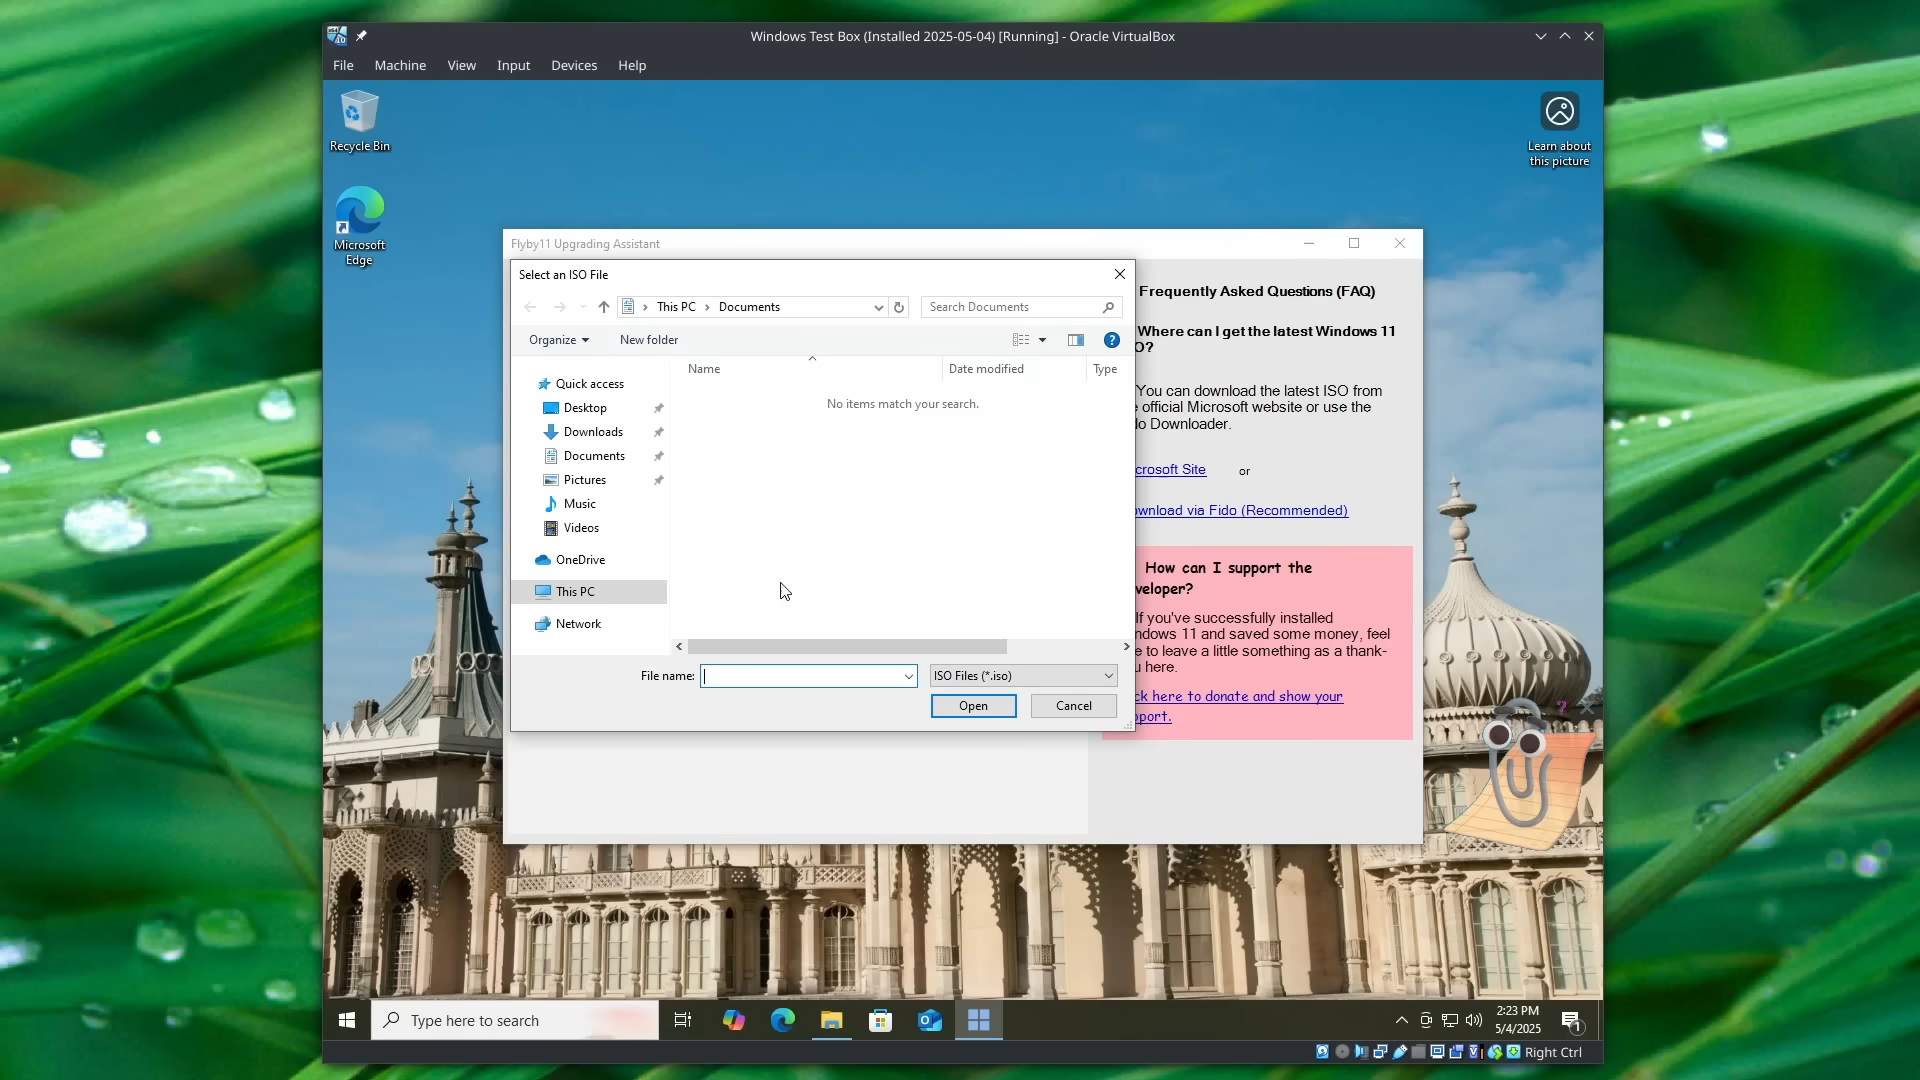 Windows Test Box (Installed 2025-05-04) [Running] - Oracle VirtualBox
File Machine View Input Devices Help
Recycle Bin
Microsoft
Edge
Learn about
this picture
Flyby11 Upgrading Assistant
Select an ISO File
This PC
Documents
Search Documents
Organize
New folder
Name
Date modified
Type
No items match your search.
Quick access
Desktop
Downloads
Documents
Pictures
Music
Videos
OneDrive
This PC
Network
File name:
ISO Files (*.iso)
Open
Cancel
Frequently Asked Questions (FAQ)
Where can I get the latest Windows 11
O?
You can download the latest ISO from
official Microsoft website or use the
do Downloader.
crosoft Site or
wnload via Fido (Recommended)
How can I support the
veloper?
If you've successfully installed
ndows 11 and saved some money, feel
e to leave a little something as a thank-
u here.
ck here to donate and show your
port.
Type here to search
2:23 PM
5/4/2025
1
Right Ctrl